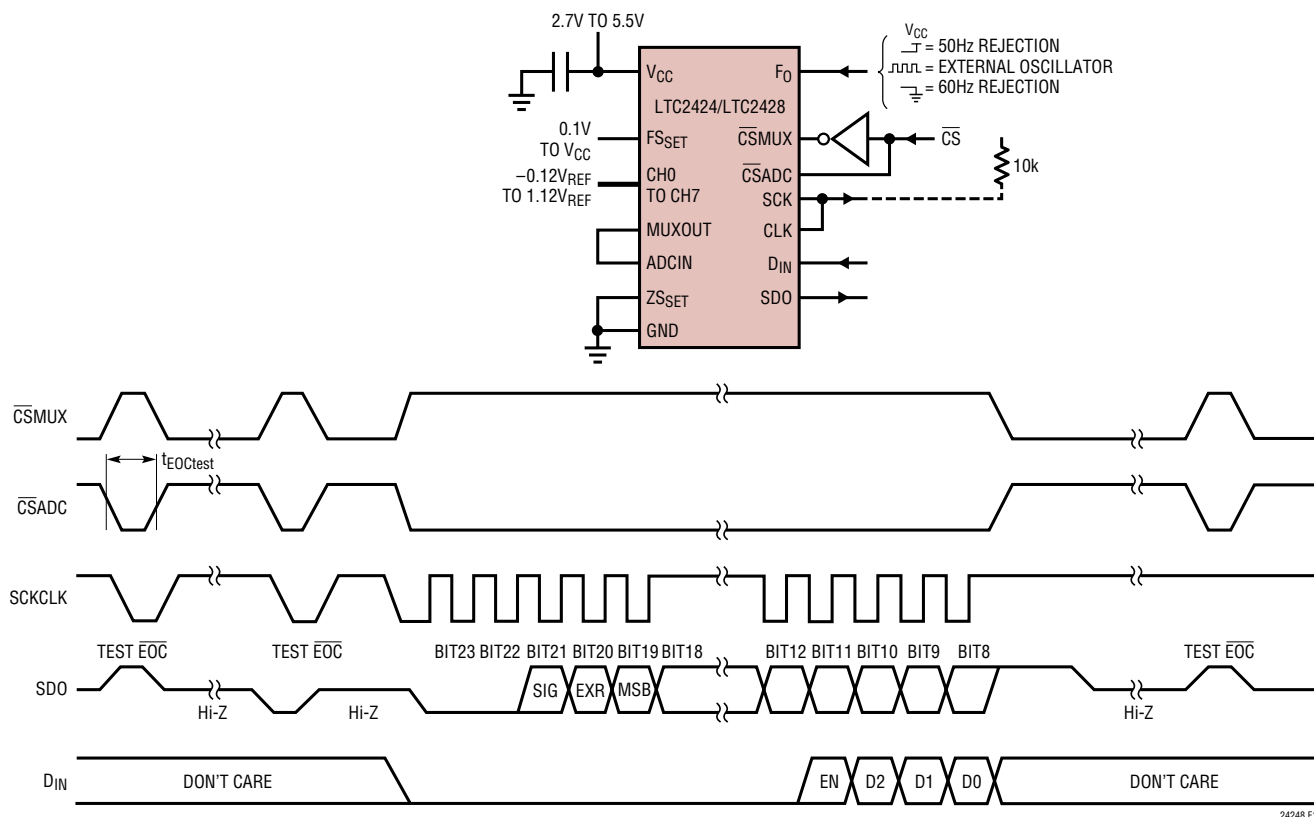 2.7V TO 5.5V
VCC
= 50Hz REJECTION
= EXTERNAL OSCILLATOR
= 60Hz REJECTION
VCC
FO
LTC2424/LTC2428
0.1V
TO VCC
FSSET
CSMUX
CS
10k
–0.12VREF
TO 1.12VREF
CH0
TO CH7
CSADC
SCK
MUXOUT
CLK
ADCIN
DIN
ZSSET
SDO
GND
CSMUX
tEOCtest
CSADC
SCKCLK
TEST EOC
TEST EOC
BIT23 BIT22 BIT21 BIT20 BIT19 BIT18
BIT12 BIT11 BIT10 BIT9 BIT8
TEST EOC
SDO
SIG EXR MSB
Hi-Z
Hi-Z
Hi-Z
DIN
DON'T CARE
EN D2 D1 D0
DON'T CARE